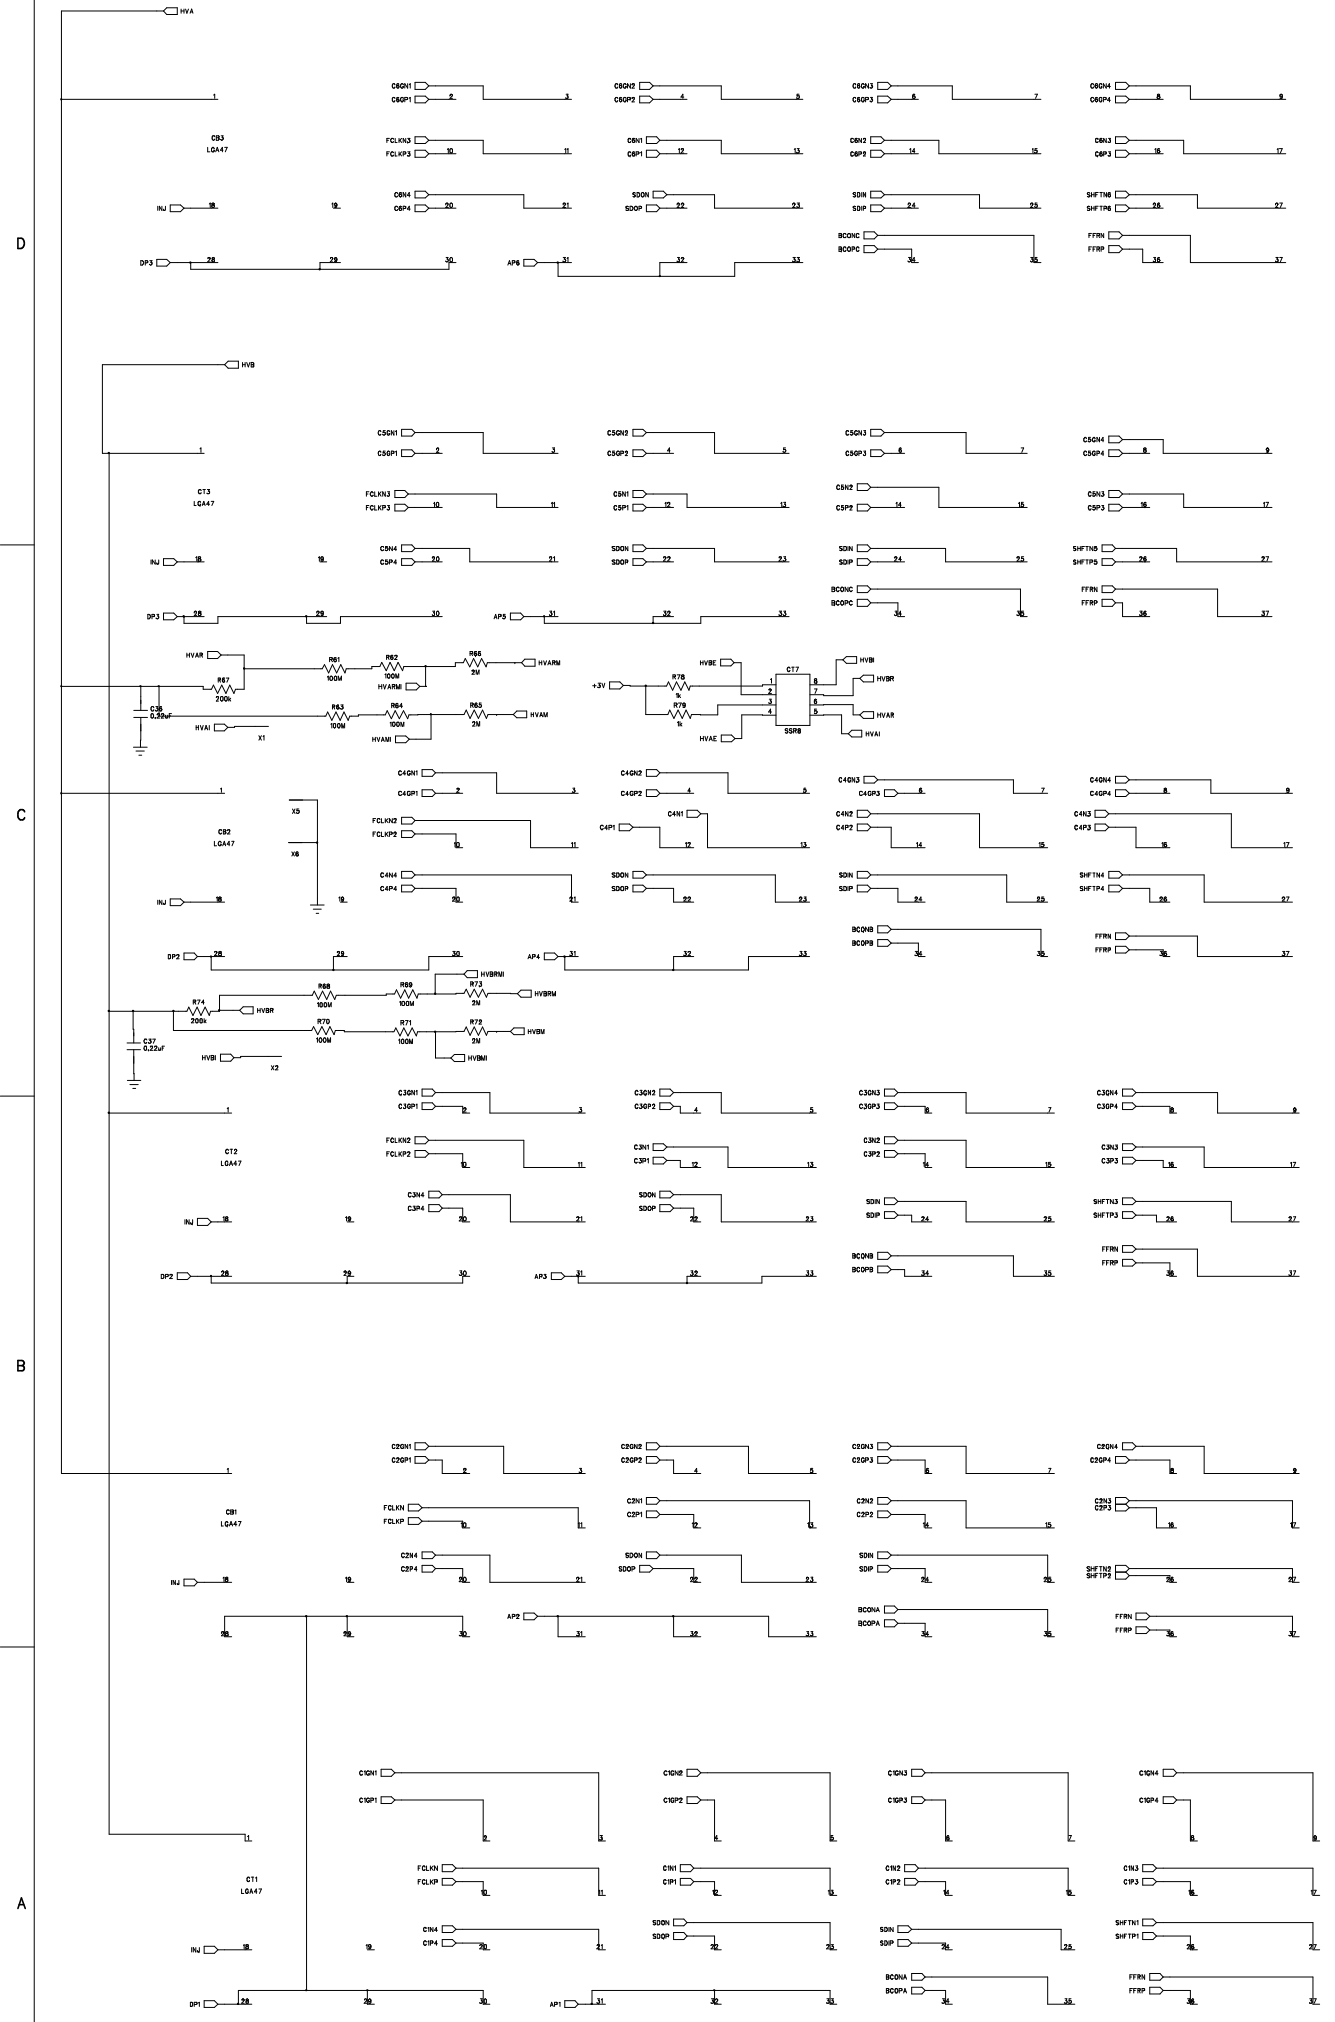 HVA
C6GN1 C6GN2 C6GN3 C6GN4
1 C6GP1 2 3 C6GP2 4 5 C6GP3 6 7 C6GP4 8 9
CB3 FCLKN3 C6N1 C6N2 C6N3
LGA47 FCLKP3 10 11 C6P1 12 13 C6P2 14 15 C6P3 16 17
C6N4 SDON SDIN SHFTN6
INJ 18 19 C6P4 20 21 SDOP 22 23 SDIP 24 25 SHFTP6 26 27
BCONC FFRN
D BCOPC 34 35 FFRP 36 37
DP3 28 29 30 AP6 31 32 33
HVB
C5GN1 C5GN2 C5GN3 C5GN4
1 C5GP1 2 3 C5GP2 4 5 C5GP3 6 7 C5GP4 8 9
CT3 FCLKN3 C5N1 C5N2 C5N3
LGA47 FCLKP3 10 11 C5P1 12 13 C5P2 14 15 C5P3 16 17
C5N4 SDON SDIN SHFTN5
INJ 18 19 C5P4 20 21 SDOP 22 23 SDIP 24 25 SHFTP5 26 27
BCONC FFRN
BCOPC 34 35 FFRP 36 37
DP3 28 29 30 AP5 31 32 33
HVAR R61 100M R62 100M R66 2M HVARM
R67 200k HVARMI
C36 0.22uF R63 100M R64 100M R65 2M HVAM
HVAI X1 HVAMI
+3V R78 1k R79 1k HVBE HVAE CT7 1 2 3 4 8 7 6 5 SSR8 HVBI HVBR HVAR HVAI
C4GN1 C4GN2 C4GN3 C4GN4
1 C4GP1 2 3 C4GP2 4 5 C4GP3 6 7 C4GP4 8 9
C X5
CB2 FCLKN2 C4N1 C4N2 C4N3
LGA47 FCLKP2 10 11 C4P1 12 13 C4P2 14 15 C4P3 16 17
X6
C4N4 SDON SDIN SHFTN4
INJ 18 19 C4P4 20 21 SDOP 22 23 SDIP 24 25 SHFTP4 26 27
BCONB FFRN
BCOPB 34 35 FFRP 36 37
DP2 28 29 30 AP4 31 32 33
HVBRMI
R74 200k HVBR R68 100M R69 100M R73 2M HVBRM
C37 0.22uF R70 100M R71 100M R72 2M HVBM
HVBI X2 HVBMI
C3GN1 C3GN2 C3GN3 C3GN4
1 C3GP1 2 3 C3GP2 4 5 C3GP3 6 7 C3GP4 8 9
CT2 FCLKN2 C3N1 C3N2 C3N3
LGA47 FCLKP2 10 11 C3P1 12 13 C3P2 14 15 C3P3 16 17
C3N4 SDON SDIN SHFTN3
INJ 18 19 C3P4 20 21 SDOP 22 23 SDIP 24 25 SHFTP3 26 27
BCONB FFRN
BCOPB 34 35 FFRP 36 37
DP2 28 29 30 AP3 31 32 33
B
C2GN1 C2GN2 C2GN3 C2GN4
1 C2GP1 2 3 C2GP2 4 5 C2GP3 6 7 C2GP4 8 9
CB1 FCLKN C2N1 C2N2 C2N3
LGA47 FCLKP 10 11 C2P1 12 13 C2P2 14 15 C2P3 16 17
C2N4 SDON SDIN SHFTN2
INJ 18 19 C2P4 20 21 SDOP 22 23 SDIP 24 25 SHFTP2 26 27
AP2 BCONA FFRN
28 29 30 31 32 33 BCOPA 34 35 FFRP 36 37
C1GN1 C1GN2 C1GN3 C1GN4
C1GP1 C1GP2 C1GP3 C1GP4
1 2 3 4 5 6 7 8 9
A CT1 FCLKN C1N1 C1N2 C1N3
LGA47 FCLKP 10 11 C1P1 12 13 C1P2 14 15 C1P3 16 17
C1N4 SDON SDIN SHFTN1
INJ 18 19 C1P4 20 21 SDOP 22 23 SDIP 24 25 SHFTP1 26 27
BCONA FFRN
BCOPA 34 35 FFRP 36 37
DP1 28 29 30 AP1 31 32 33